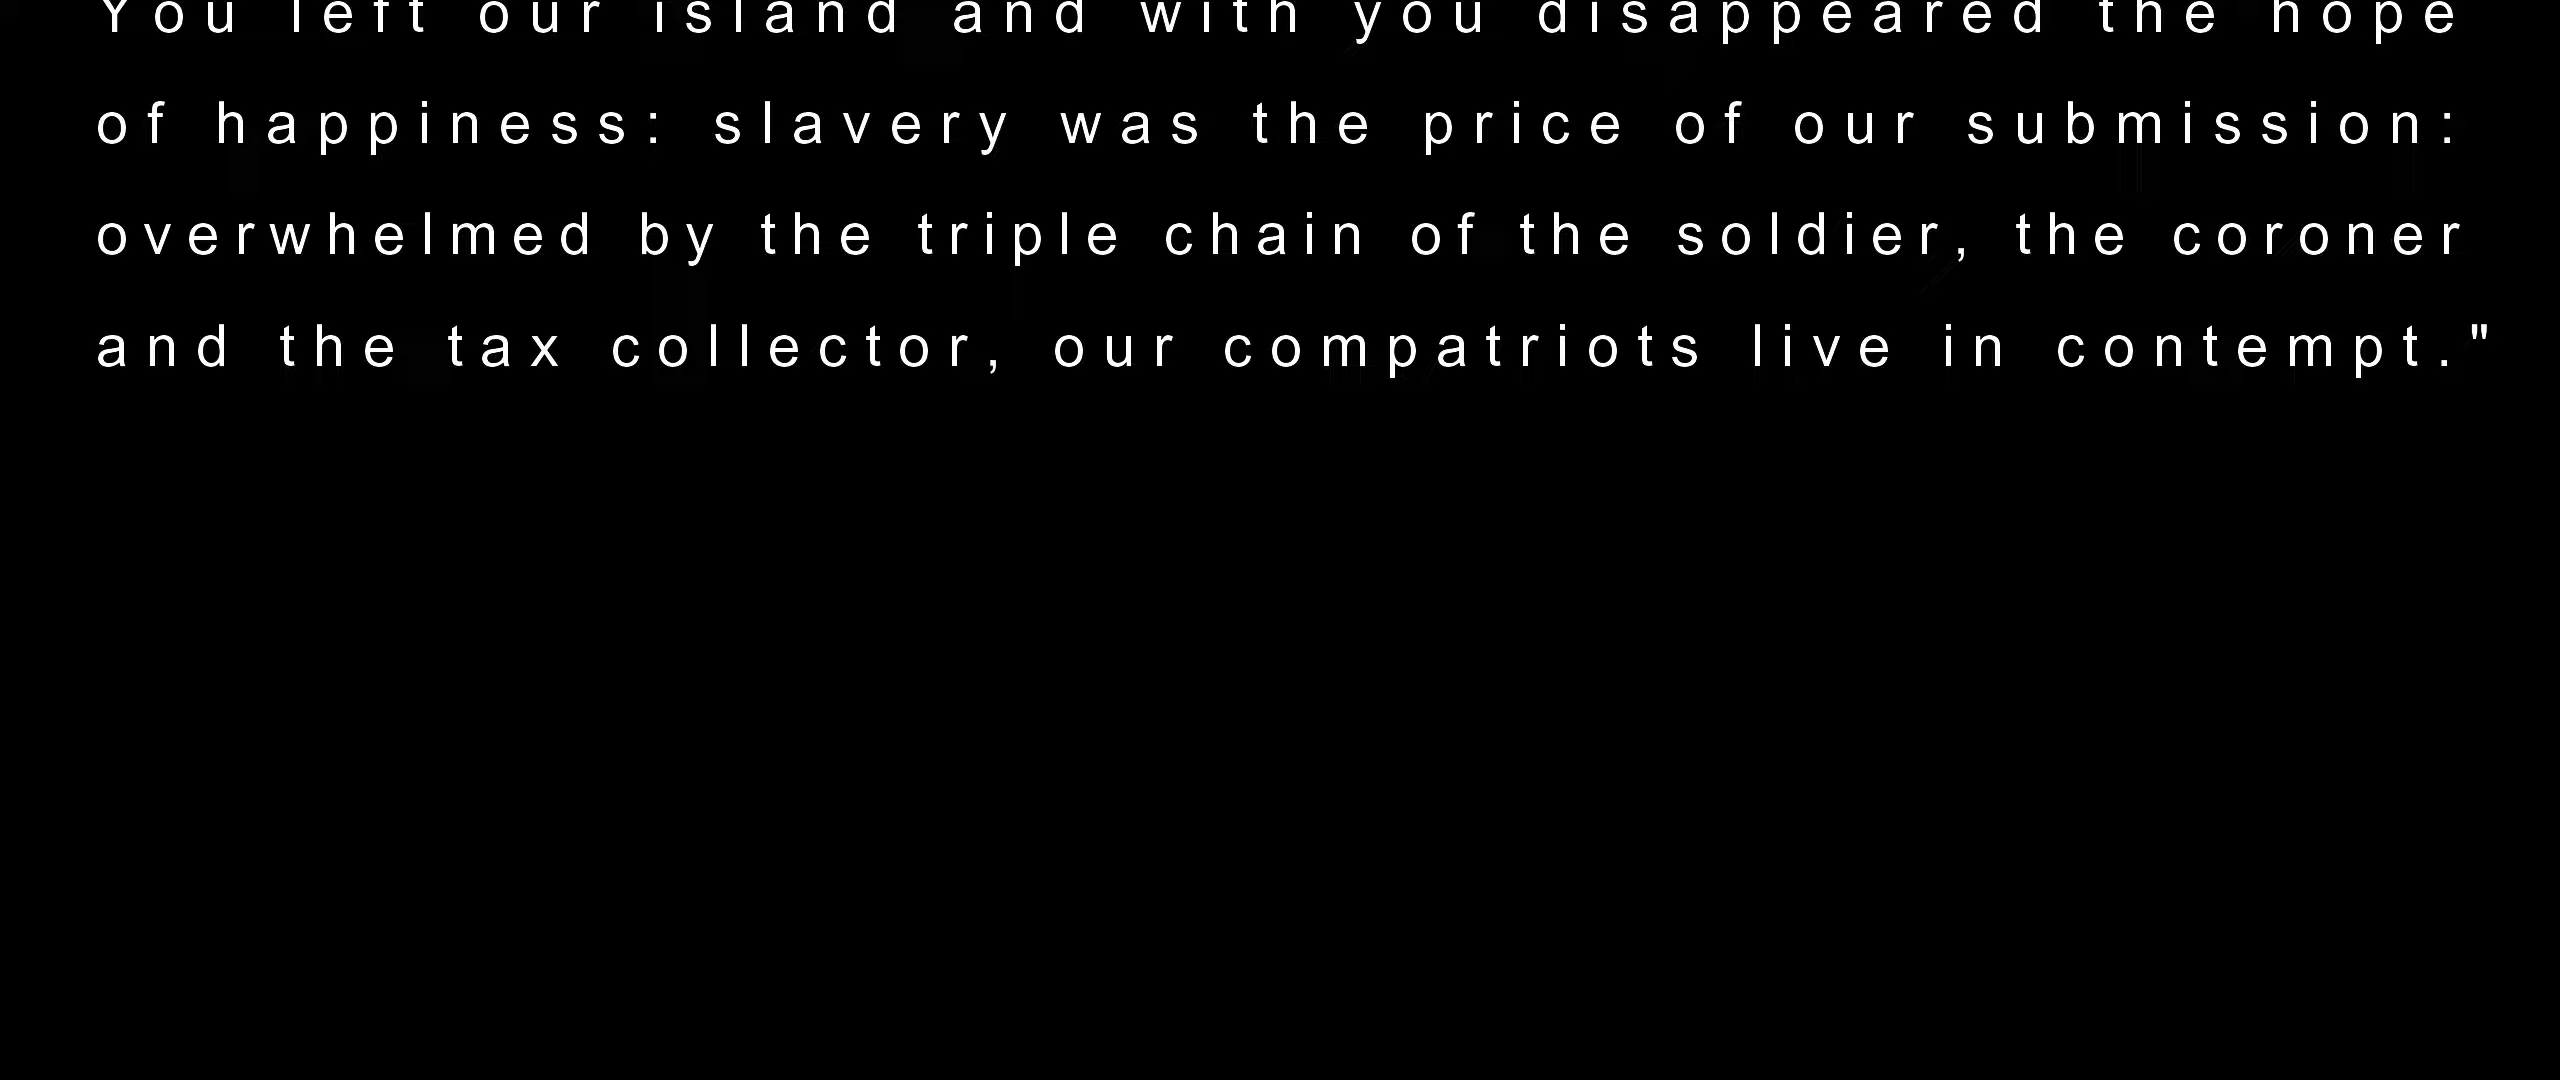 You left our island and with you disappeared the hope
of happiness: slavery was the price of our submission:
overwhelmed by the triple chain of the soldier, the coroner
and the tax collector, our compatriots live in contempt."